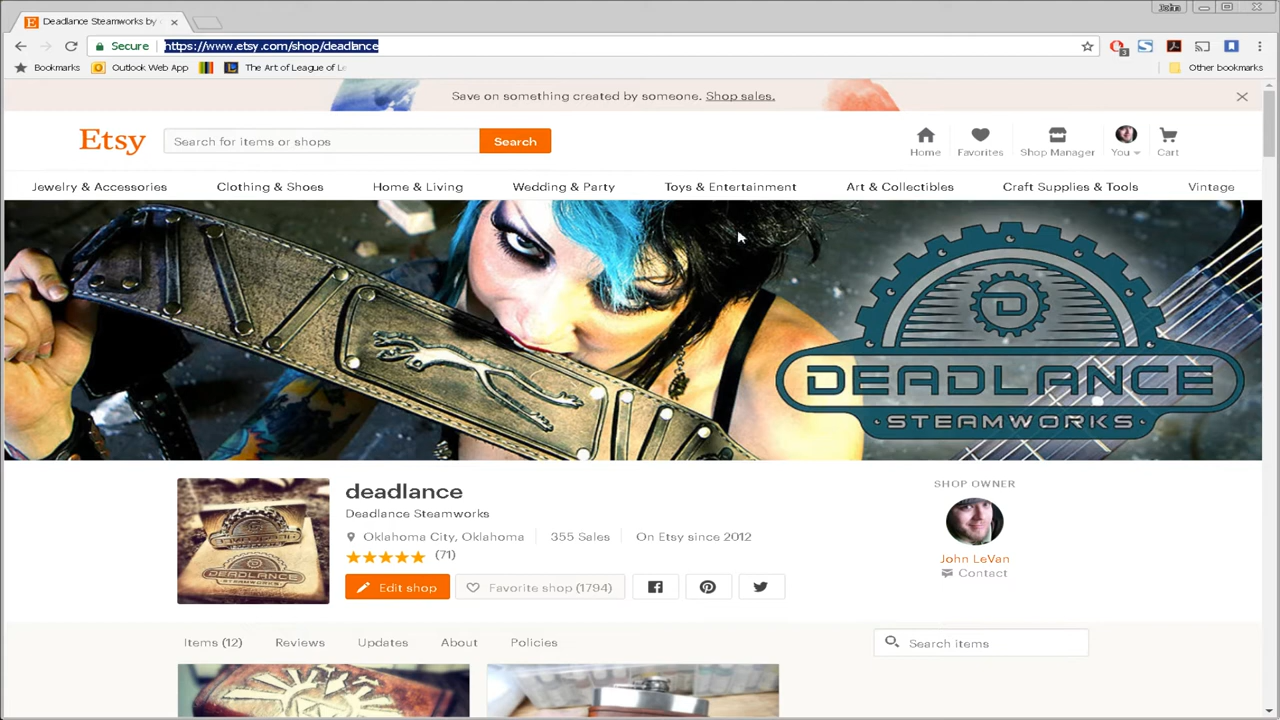 John
Deadlance Steamworks by
Secure
https://www.etsy.com/shop/deadlance
3
Bookmarks
Outlook Web App
The Art of League of Le
Other bookmarks
Save on something created by someone. Shop sales.
Etsy
Search for items or shops
Search
Home
Favorites
Shop Manager
You
Cart
Jewelry & Accessories
Clothing & Shoes
Home & Living
Wedding & Party
Toys & Entertainment
Art & Collectibles
Craft Supplies & Tools
Vintage
D
DEADLANCE
STEAMWORKS
DEADLANCE
STEAMWORKS
deadlance
Deadlance Steamworks
Oklahoma City, Oklahoma
355 Sales
On Etsy since 2012
(71)
Edit shop
Favorite shop (1794)
SHOP OWNER
John LeVan
Contact
Items (12)
Reviews
Updates
About
Policies
Search items